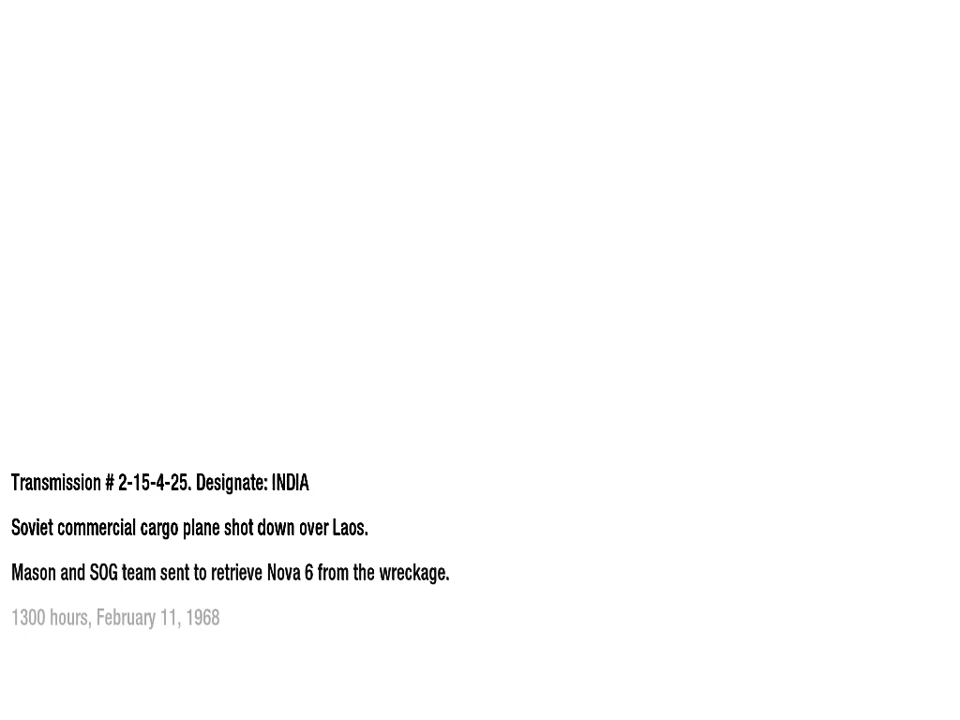 Transmission # 2-15-4-25. Designate: INDIA
Soviet commercial cargo plane shot down over Laos.
Mason and SOG team sent to retrieve Nova 6 from the wreckage.
1300 hours, February 11, 1968